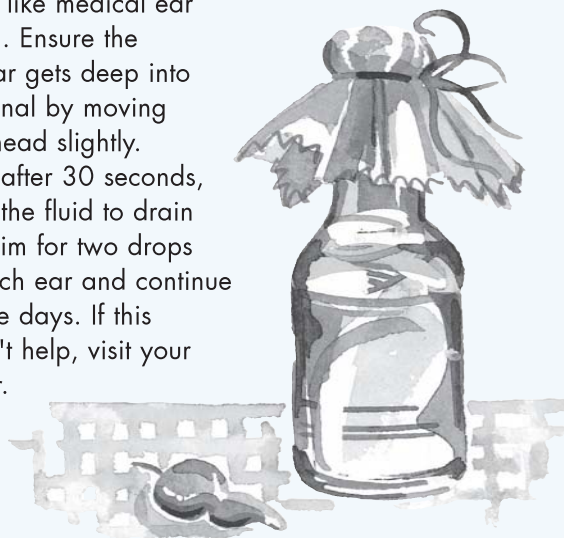 like medical ear
. Ensure the
ar gets deep into
nal by moving
head slightly.
after 30 seconds,
the fluid to drain
im for two drops
ch ear and continue
e days. If this
't help, visit your
r.